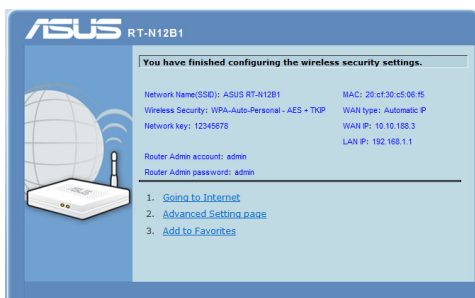 ASUS RT-N12B1
You have finished configuring the wireless security settings.
Network Name(SSID): ASUS RT-N12B1
Wireless Security: WPA-Auto-Personal - AES + TKIP
Network key: 12345678
MAC: 20:cf:30:c5:06:f5
WAN type: Automatic IP
WAN IP: 10.10.188.3
LAN IP: 192.168.1.1
Router Admin account: admin
Router Admin password: admin
1. Going to Internet
2. Advanced Setting page
3. Add to Favorites
ASUS